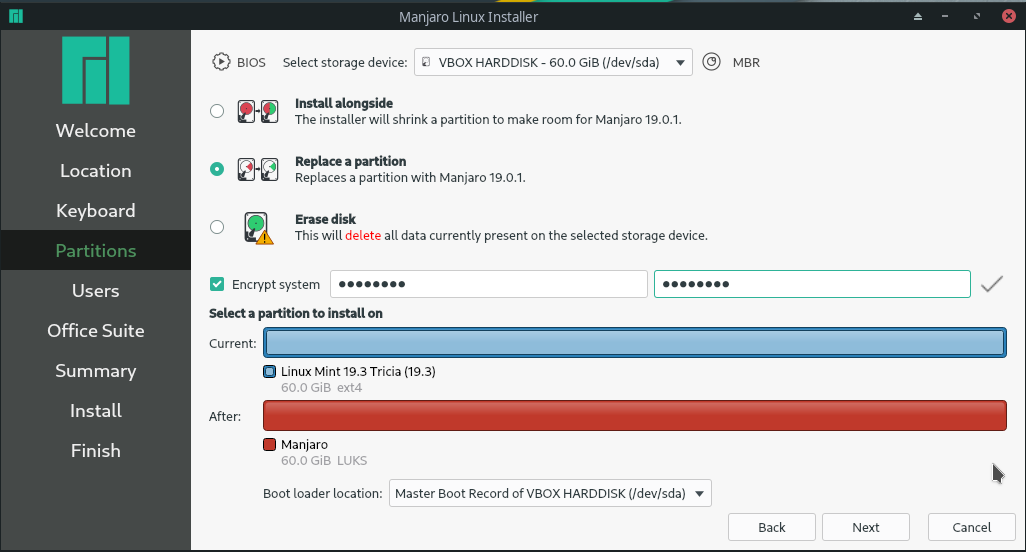 Manjaro Linux Installer
Welcome
Location
Keyboard
Partitions
Users
Office Suite
Summary
Install
Finish
BIOS Select storage device: VBOX HARDDISK - 60.0 GiB (/dev/sda) MBR
Install alongside
The installer will shrink a partition to make room for Manjaro 19.0.1.
Replace a partition
Replaces a partition with Manjaro 19.0.1.
Erase disk
This will delete all data currently present on the selected storage device.
Encrypt system ●●●●●●●● ●●●●●●●●
Select a partition to install on
Current:
Linux Mint 19.3 Tricia (19.3)
60.0 GiB ext4
After:
Manjaro
60.0 GiB LUKS
Boot loader location: Master Boot Record of VBOX HARDDISK (/dev/sda)
Back Next Cancel